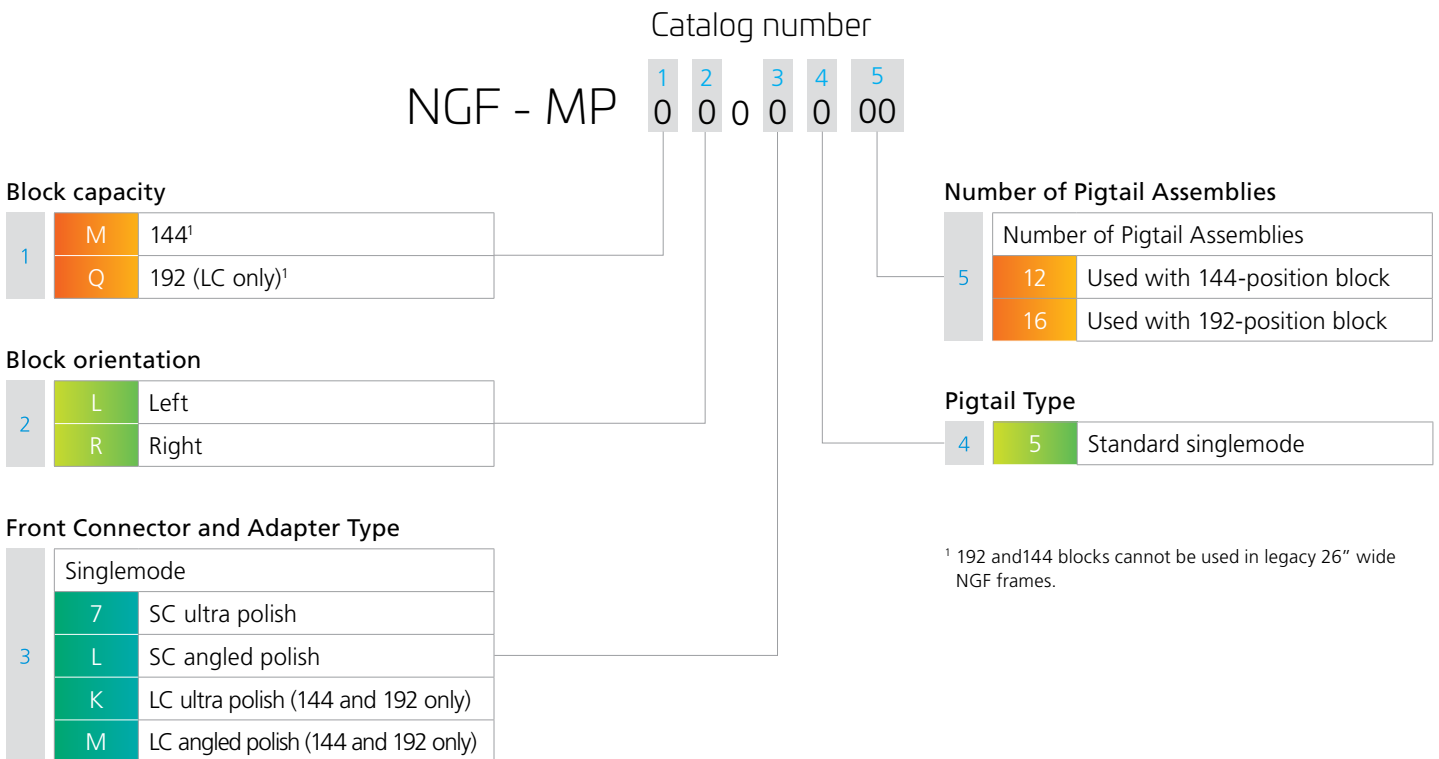 Catalog number
1 2 3 4 5
NGF - MP 0 0 0 0 0 00
Block capacity
1
M 144¹
Q 192 (LC only)¹
Block orientation
2
L Left
R Right
Front Connector and Adapter Type
3
Singlemode
7 SC ultra polish
L SC angled polish
K LC ultra polish (144 and 192 only)
M LC angled polish (144 and 192 only)
Number of Pigtail Assemblies
5
Number of Pigtail Assemblies
12 Used with 144-position block
16 Used with 192-position block
Pigtail Type
4 5 Standard singlemode
¹ 192 and144 blocks cannot be used in legacy 26” wide
NGF frames.